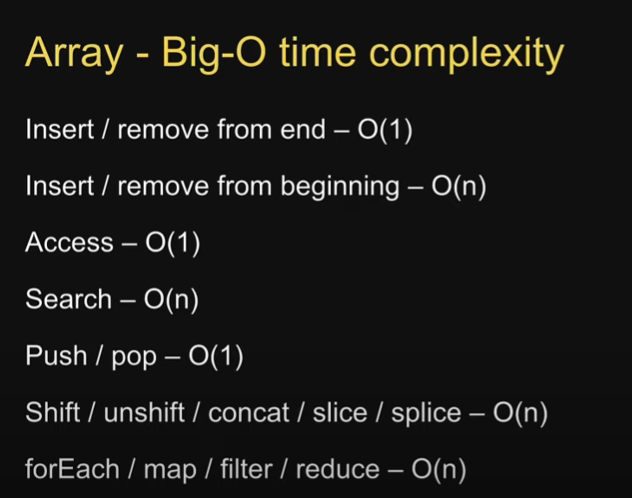 Array - Big-O time complexity
Insert / remove from end – O(1)
Insert / remove from beginning – O(n)
Access – O(1)
Search – O(n)
Push / pop – O(1)
Shift / unshift / concat / slice / splice – O(n)
forEach / map / filter / reduce – O(n)